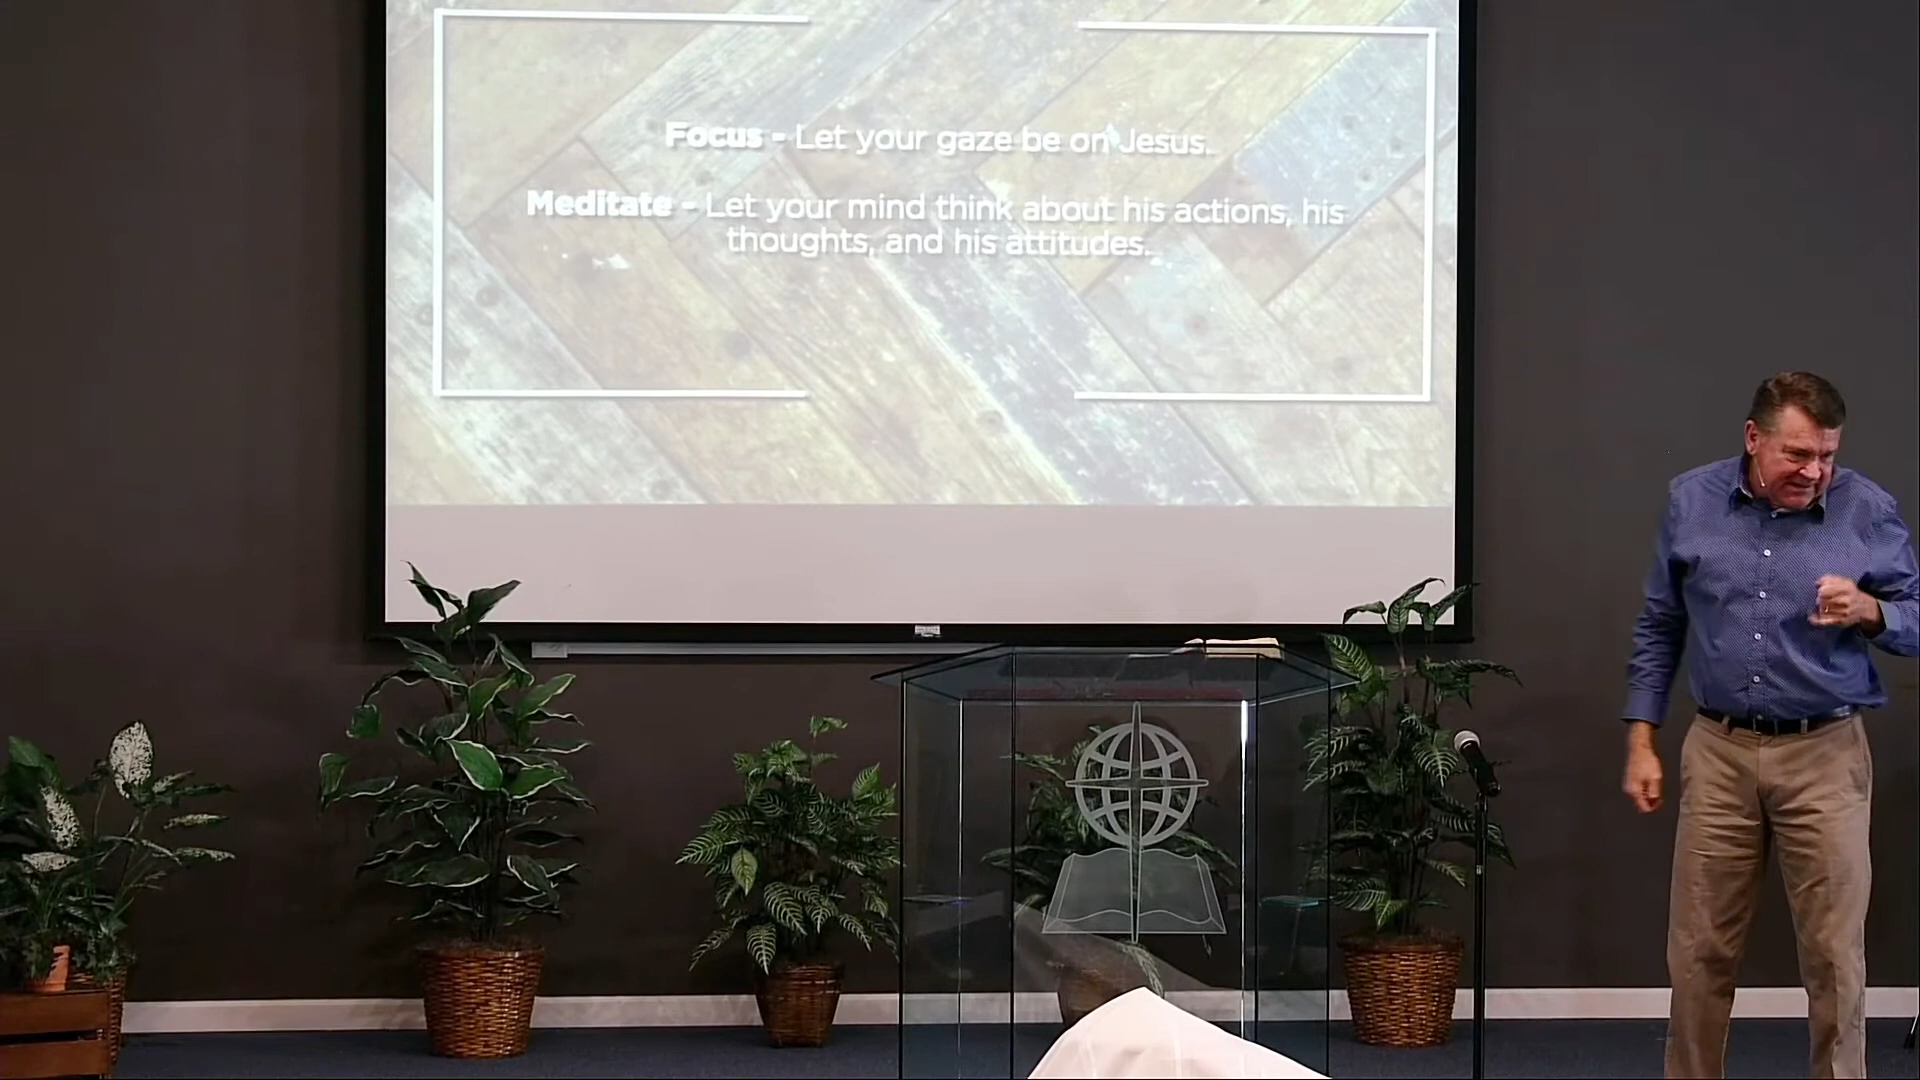 Focus - Let your gaze be on Jesus.
Meditate - Let your mind think about his actions, his
thoughts, and his attitudes.